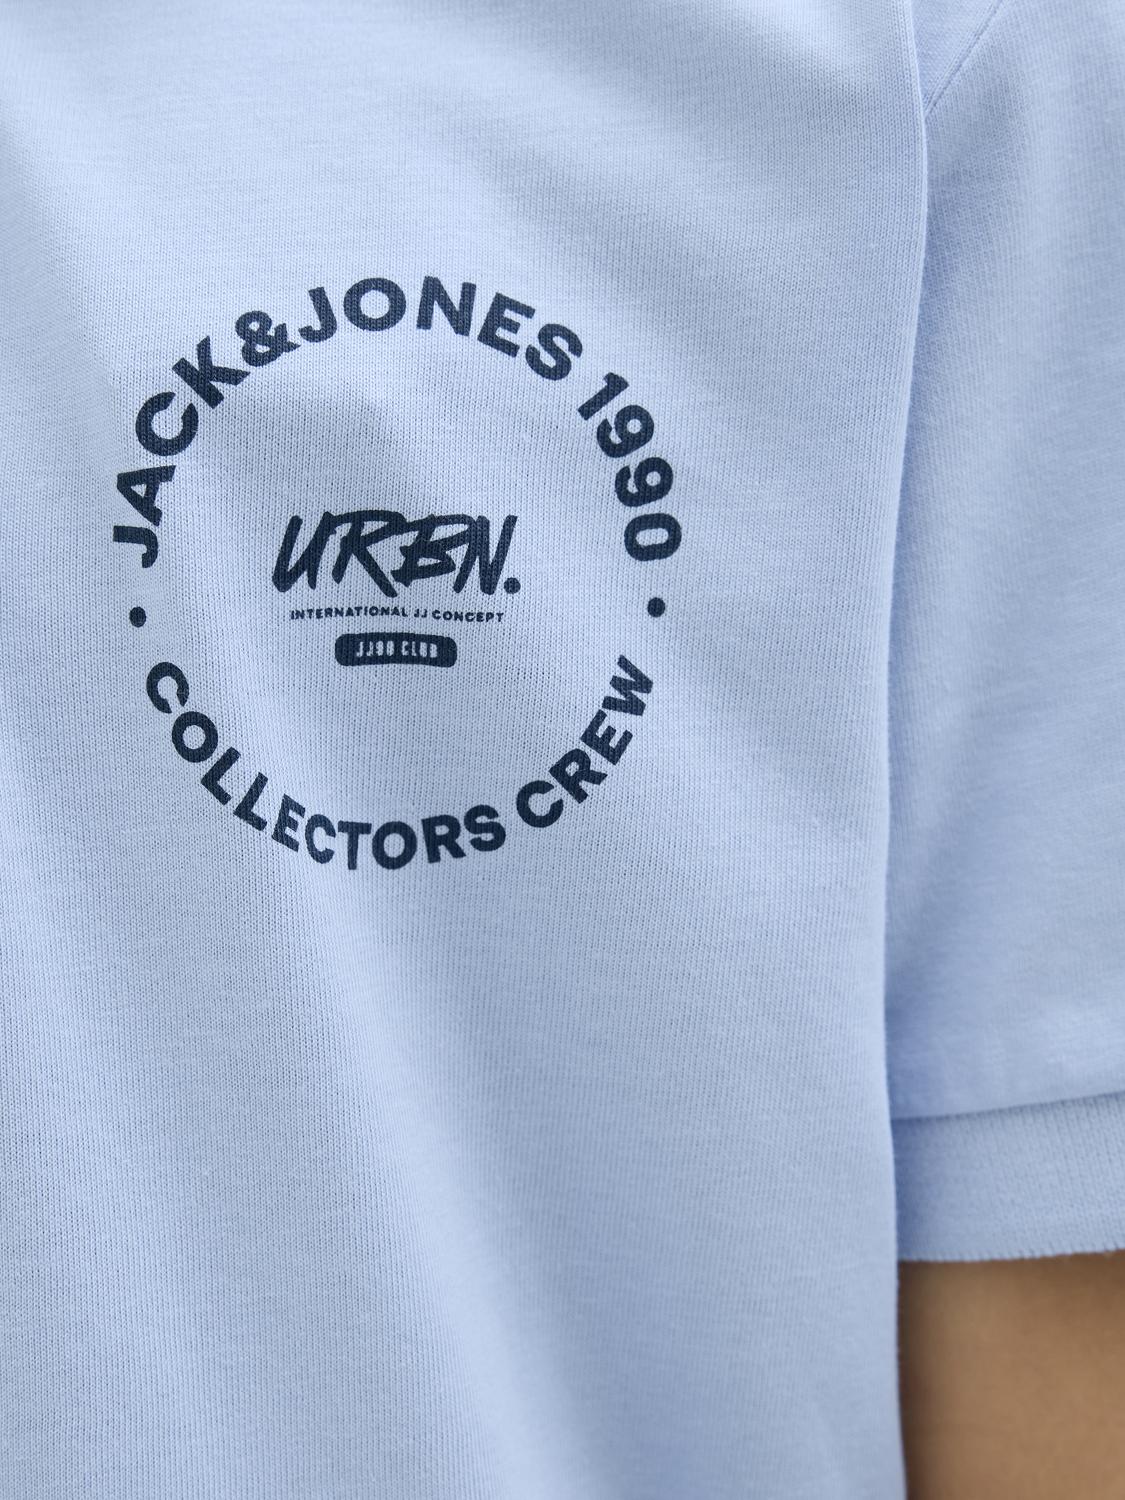 JACK&JONES 1990
URBN.
INTERNATIONAL JJ CONCEPT
JJ90 CLUB
• COLLECTORS CREW •